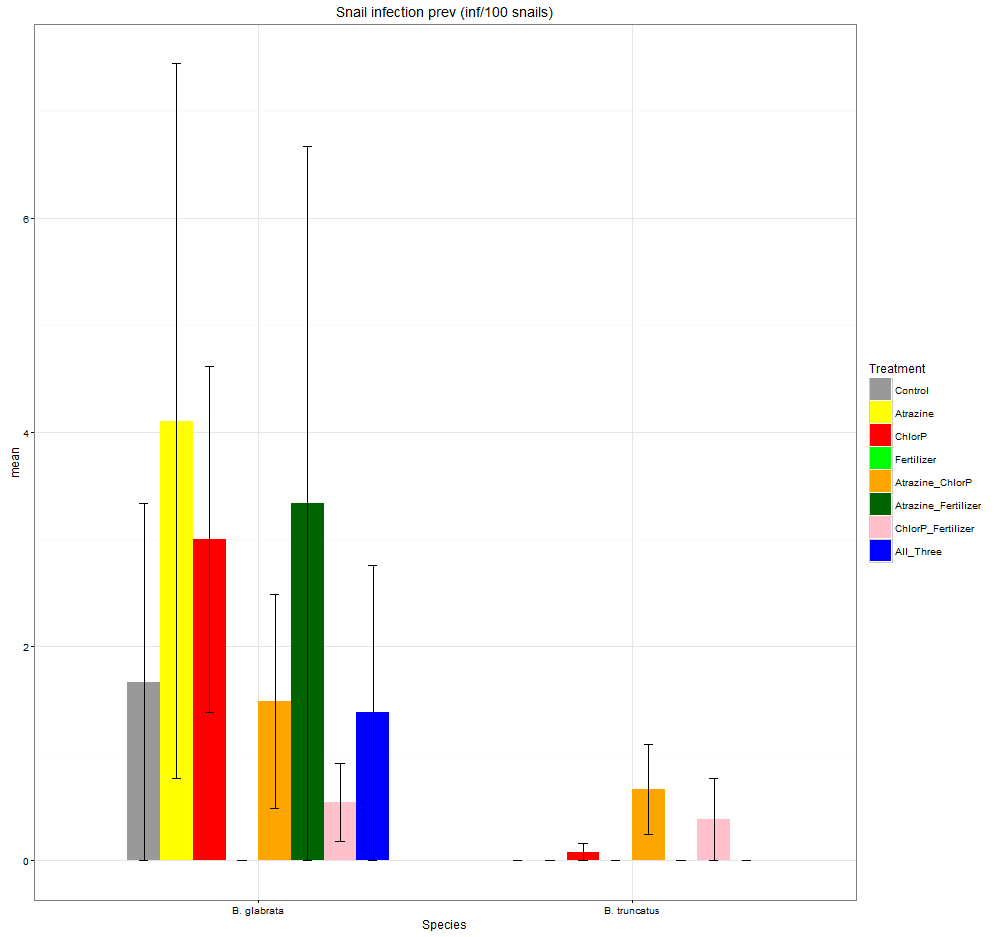 Snail infection prev (inf/100 snails)
6
4
2
0
mean
B. glabrata
B. truncatus
Species
Treatment
Control
Atrazine
ChlorP
Fertilizer
Atrazine_ChlorP
Atrazine_Fertilizer
ChlorP_Fertilizer
All_Three